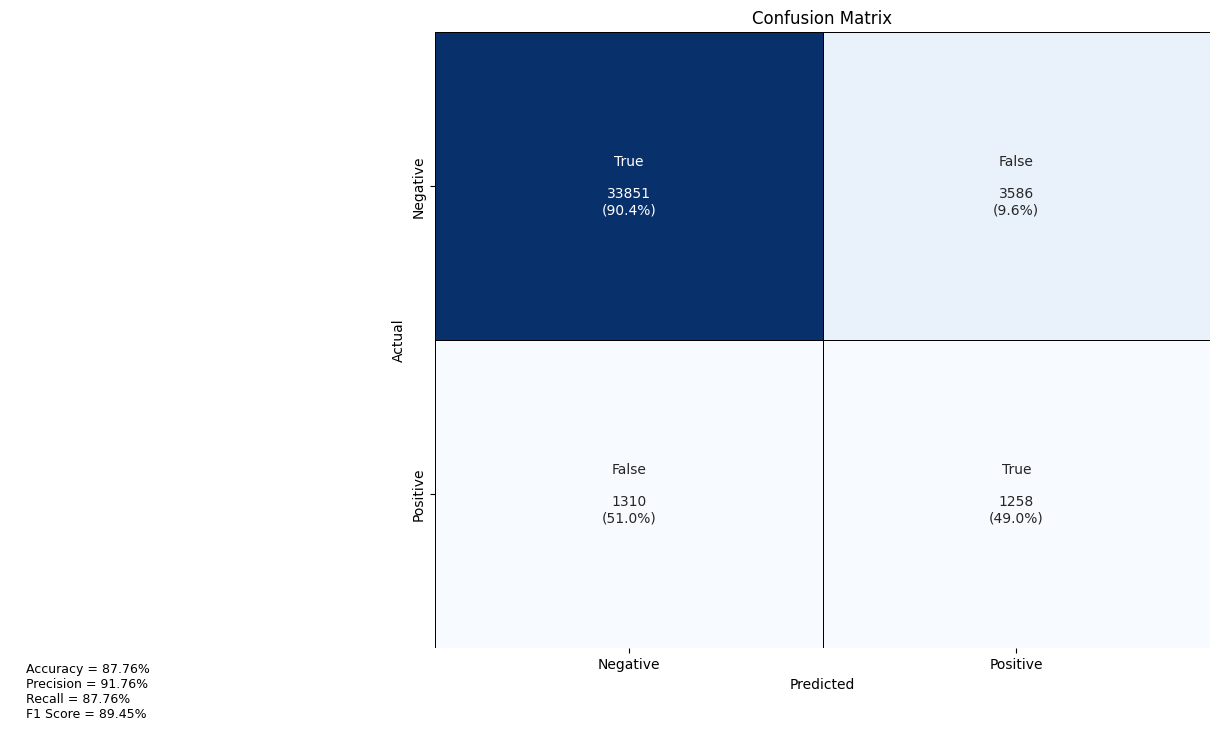 Confusion Matrix
Negative
True
33851
(90.4%)
False
3586
(9.6%)
Actual
Positive
False
1310
(51.0%)
True
1258
(49.0%)
Negative
Positive
Predicted
Accuracy = 87.76%
Precision = 91.76%
Recall = 87.76%
F1 Score = 89.45%